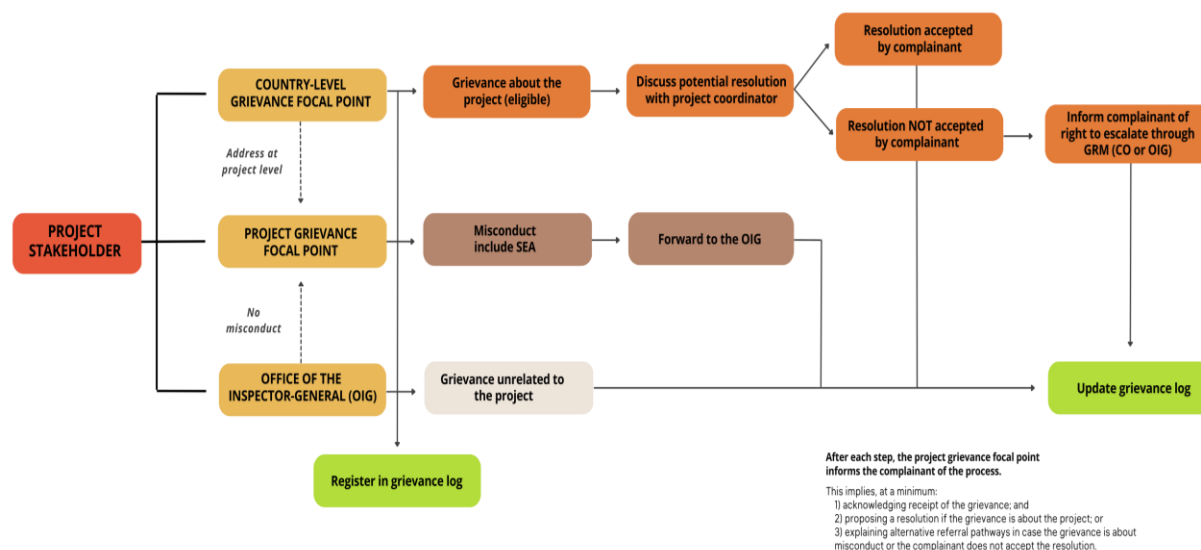 Resolution accepted
by complainant
COUNTRY-LEVEL
GRIEVANCE FOCAL POINT
Grievance about the
project (eligible)
Discuss potential resolution
with project coordinator
Resolution NOT accepted
by complainant
Inform complainant of
right to escalate through
GRM (CO or OIG)
Address at
project level
PROJECT
STAKEHOLDER
PROJECT GRIEVANCE
FOCAL POINT
Misconduct
include SEA
Forward to the OIG
No
misconduct
OFFICE OF THE
INSPECTOR-GENERAL (OIG)
Grievance unrelated to
the project
Update grievance log
Register in grievance log
After each step, the project grievance focal point
informs the complainant of the process.
This implies, at a minimum:
1) acknowledging receipt of the grievance; and
2) proposing a resolution if the grievance is about the project; or
3) explaining alternative referral pathways in case the grievance is about
misconduct or the complainant does not accept the resolution.